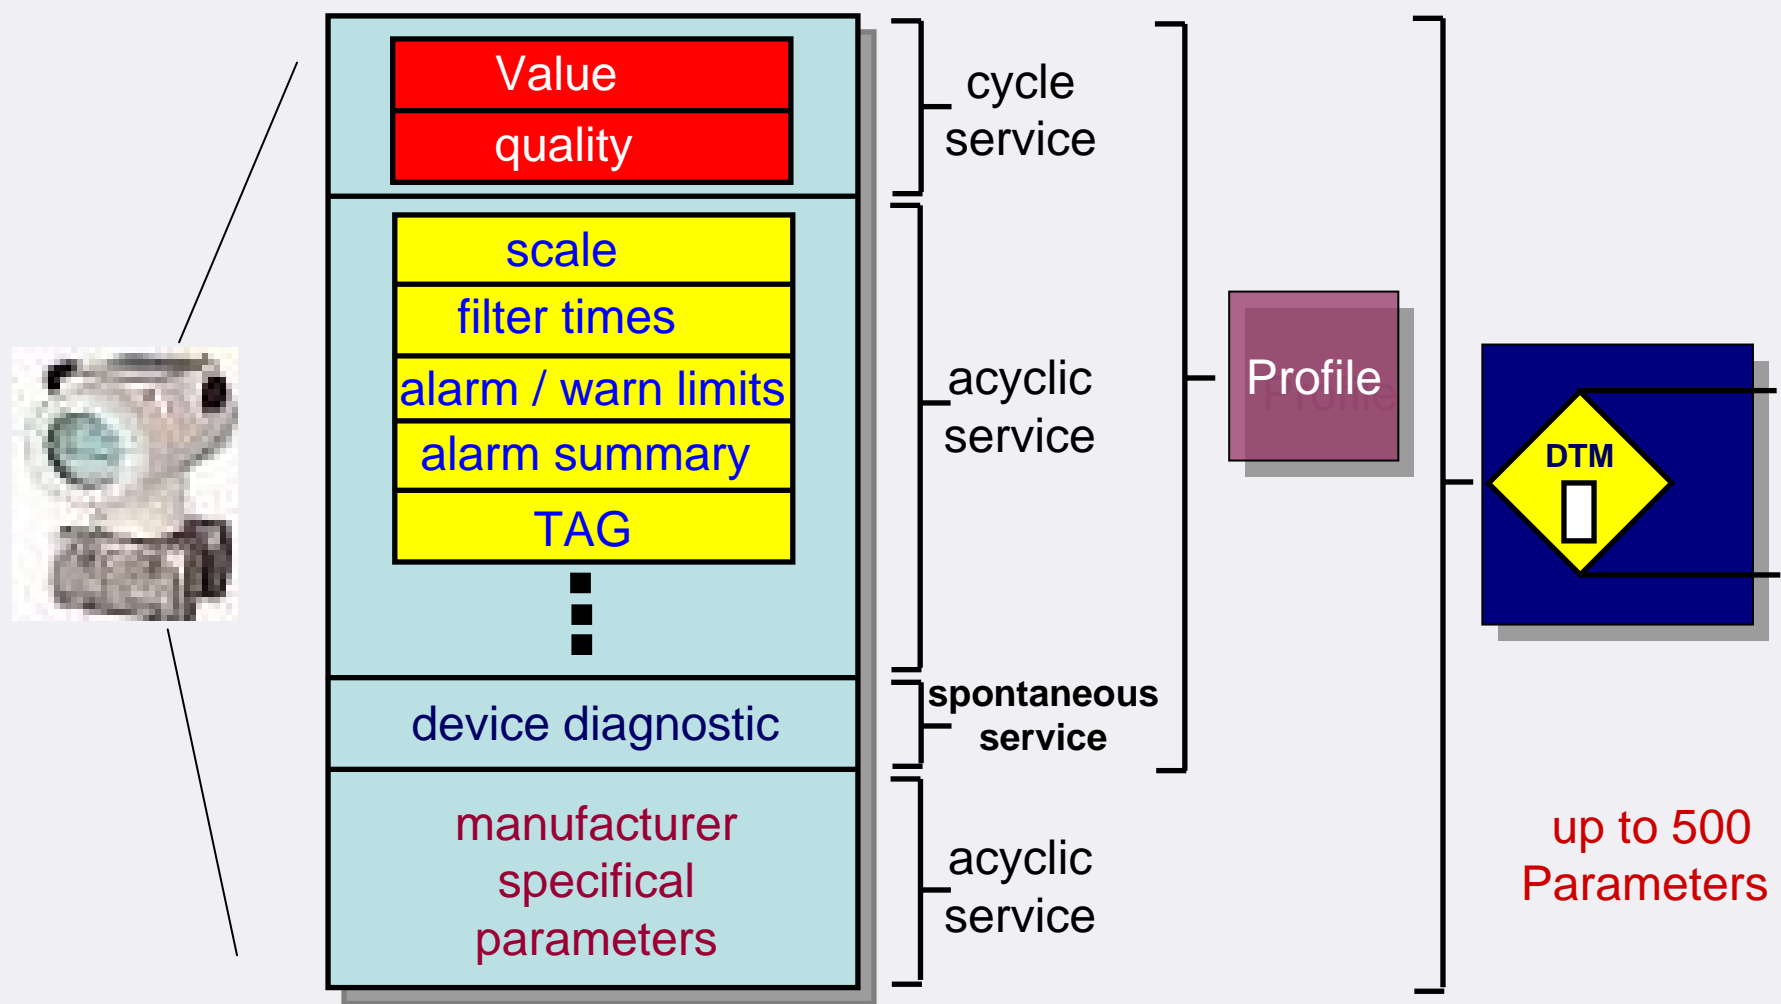 Value
quality
scale
filter times
alarm / warn limits
alarm summary
TAG
device diagnostic
manufacturer
specifical
parameters
cycle
service
acyclic
service
spontaneous
service
acyclic
service
Profile
DTM
up to 500
Parameters